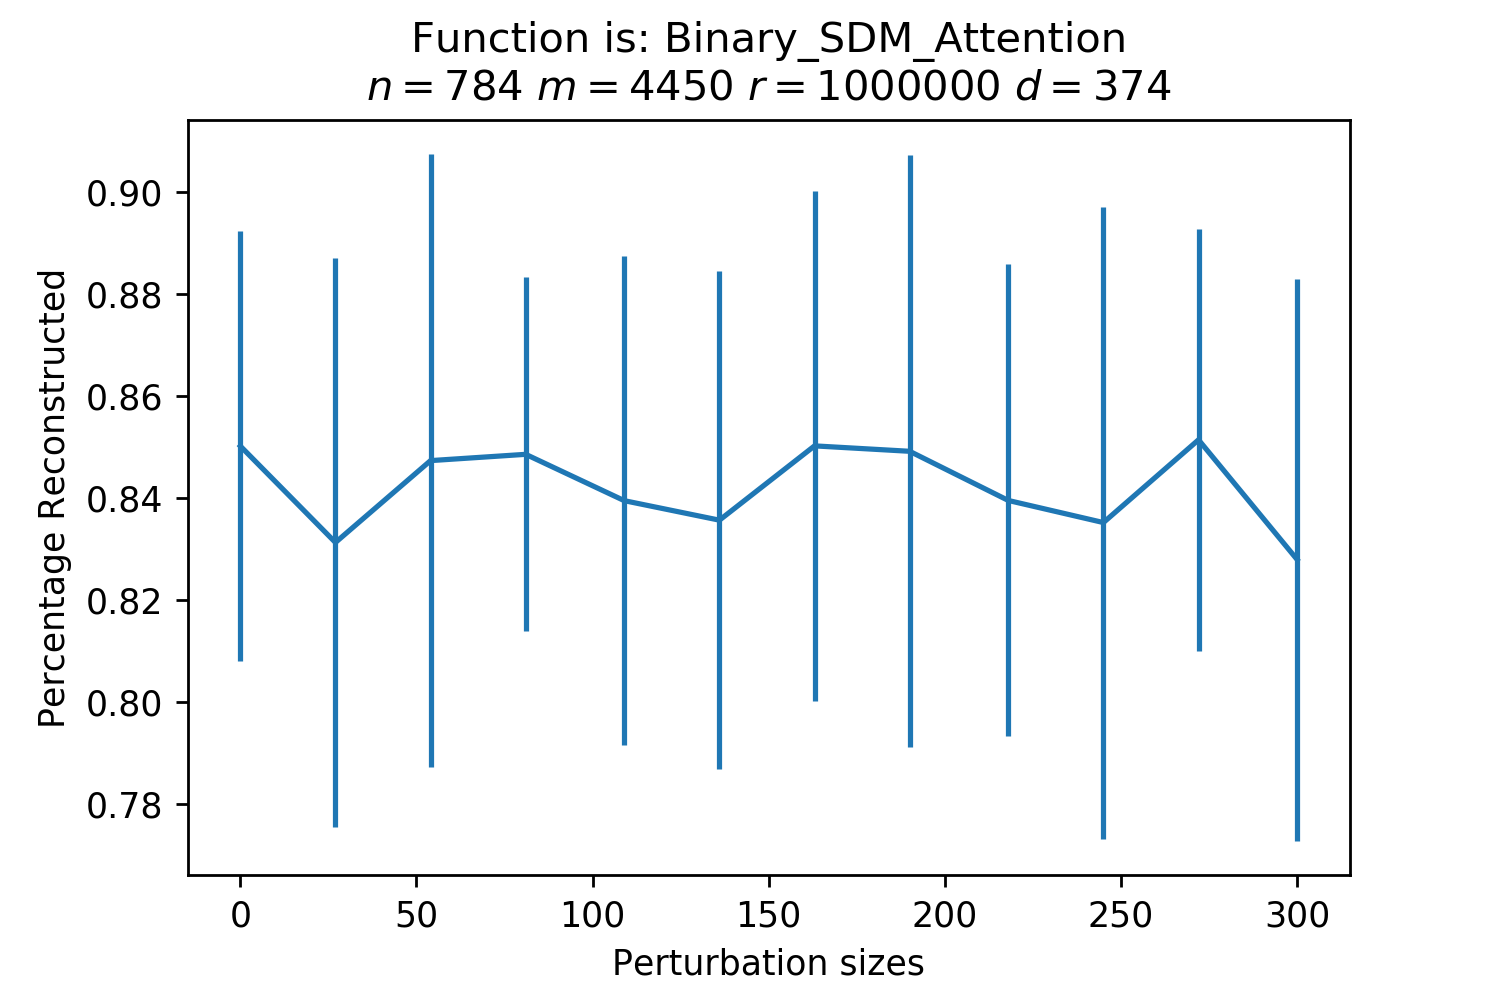 Function is: Binary_SDM_Attention
n = 784 m = 4450 r = 1000000 d = 374
Percentage Reconstructed
0.90
0.88
0.86
0.84
0.82
0.80
0.78
0 50 100 150 200 250 300
Perturbation sizes